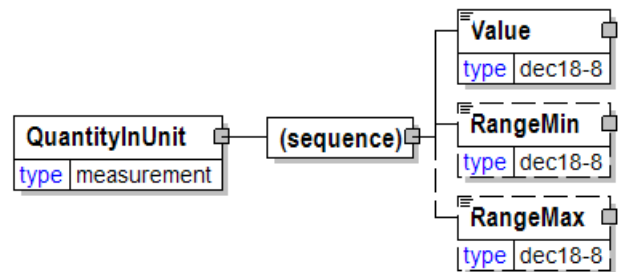 Value
type dec18-8
RangeMin
type dec18-8
QuantityInUnit
type measurement
(sequence)
RangeMax
type dec18-8